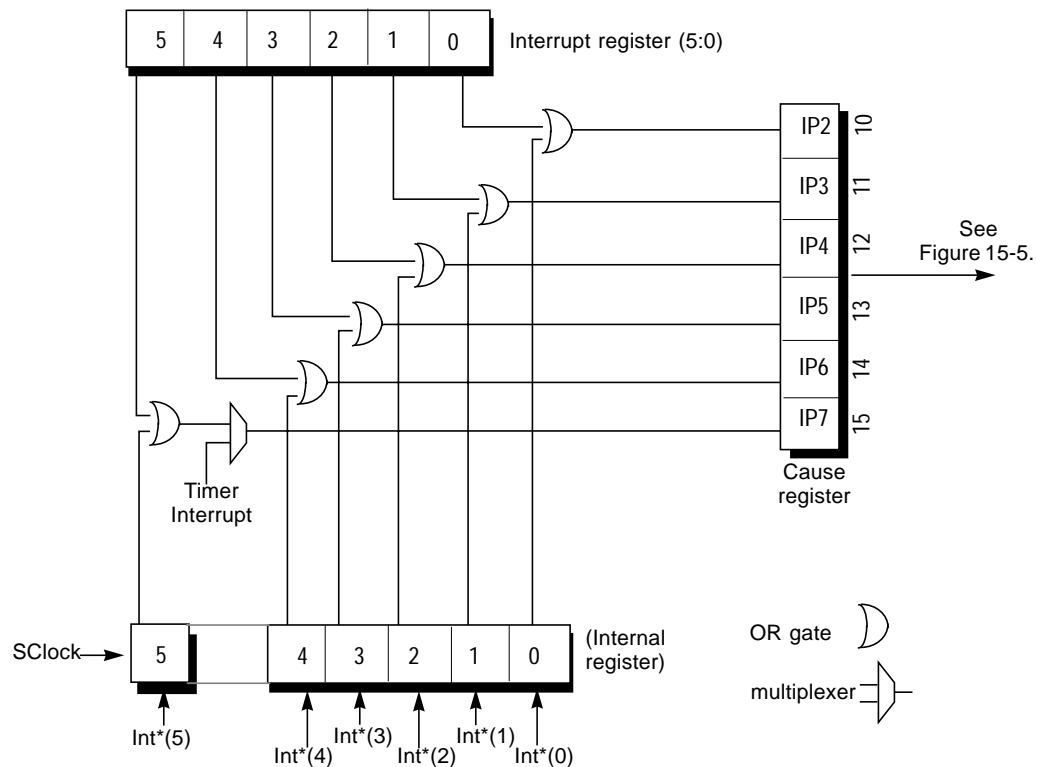 5 4 3 2 1 0
Interrupt register (5:0)
IP2 10
IP3 11
IP4 12
IP5 13
IP6 14
IP7 15
See
Figure 15-5.
Cause
register
Timer
Interrupt
SClock
5
4 3 2 1 0
(Internal
register)
OR gate
multiplexer
Int*(5)
Int*(4)
Int*(3)
Int*(2)
Int*(1)
Int*(0)